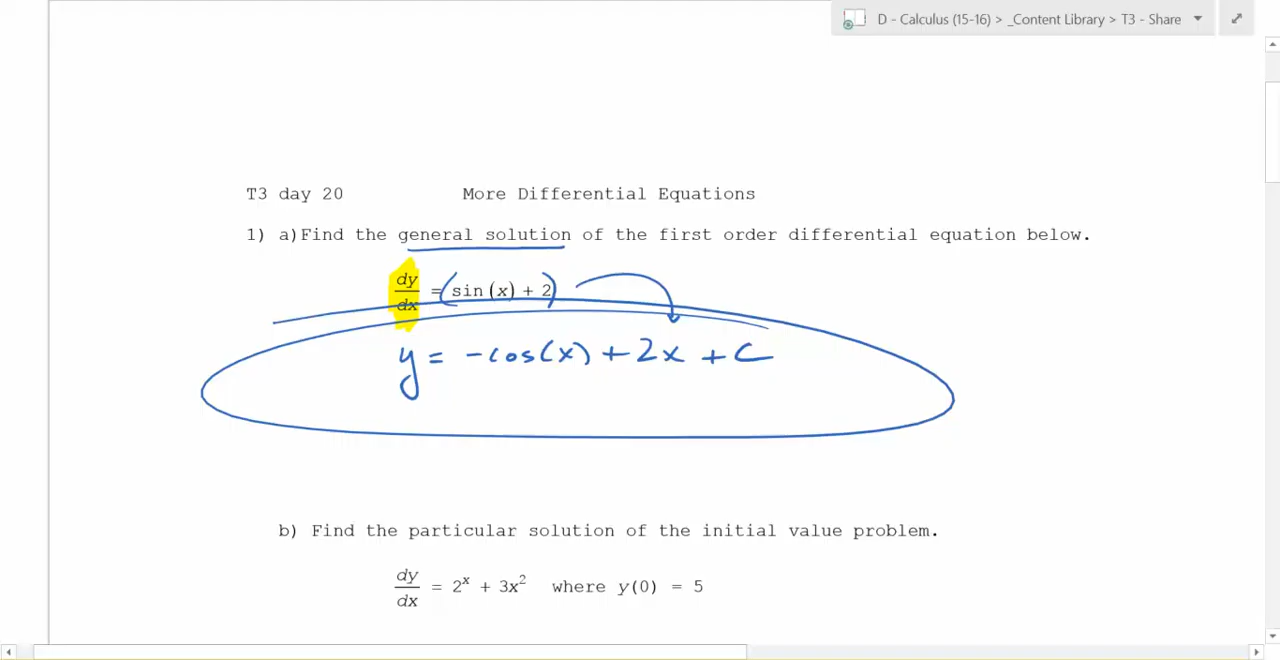 D - Calculus (15-16) > _Content Library > T3 - Share
T3 day 20 More Differential Equations
1) a)Find the general solution of the first order differential equation below.
dy/dx = (sin(x) + 2)
y = -cos(x) + 2x + C
b) Find the particular solution of the initial value problem.
dy/dx = 2^x + 3x² where y(0) = 5